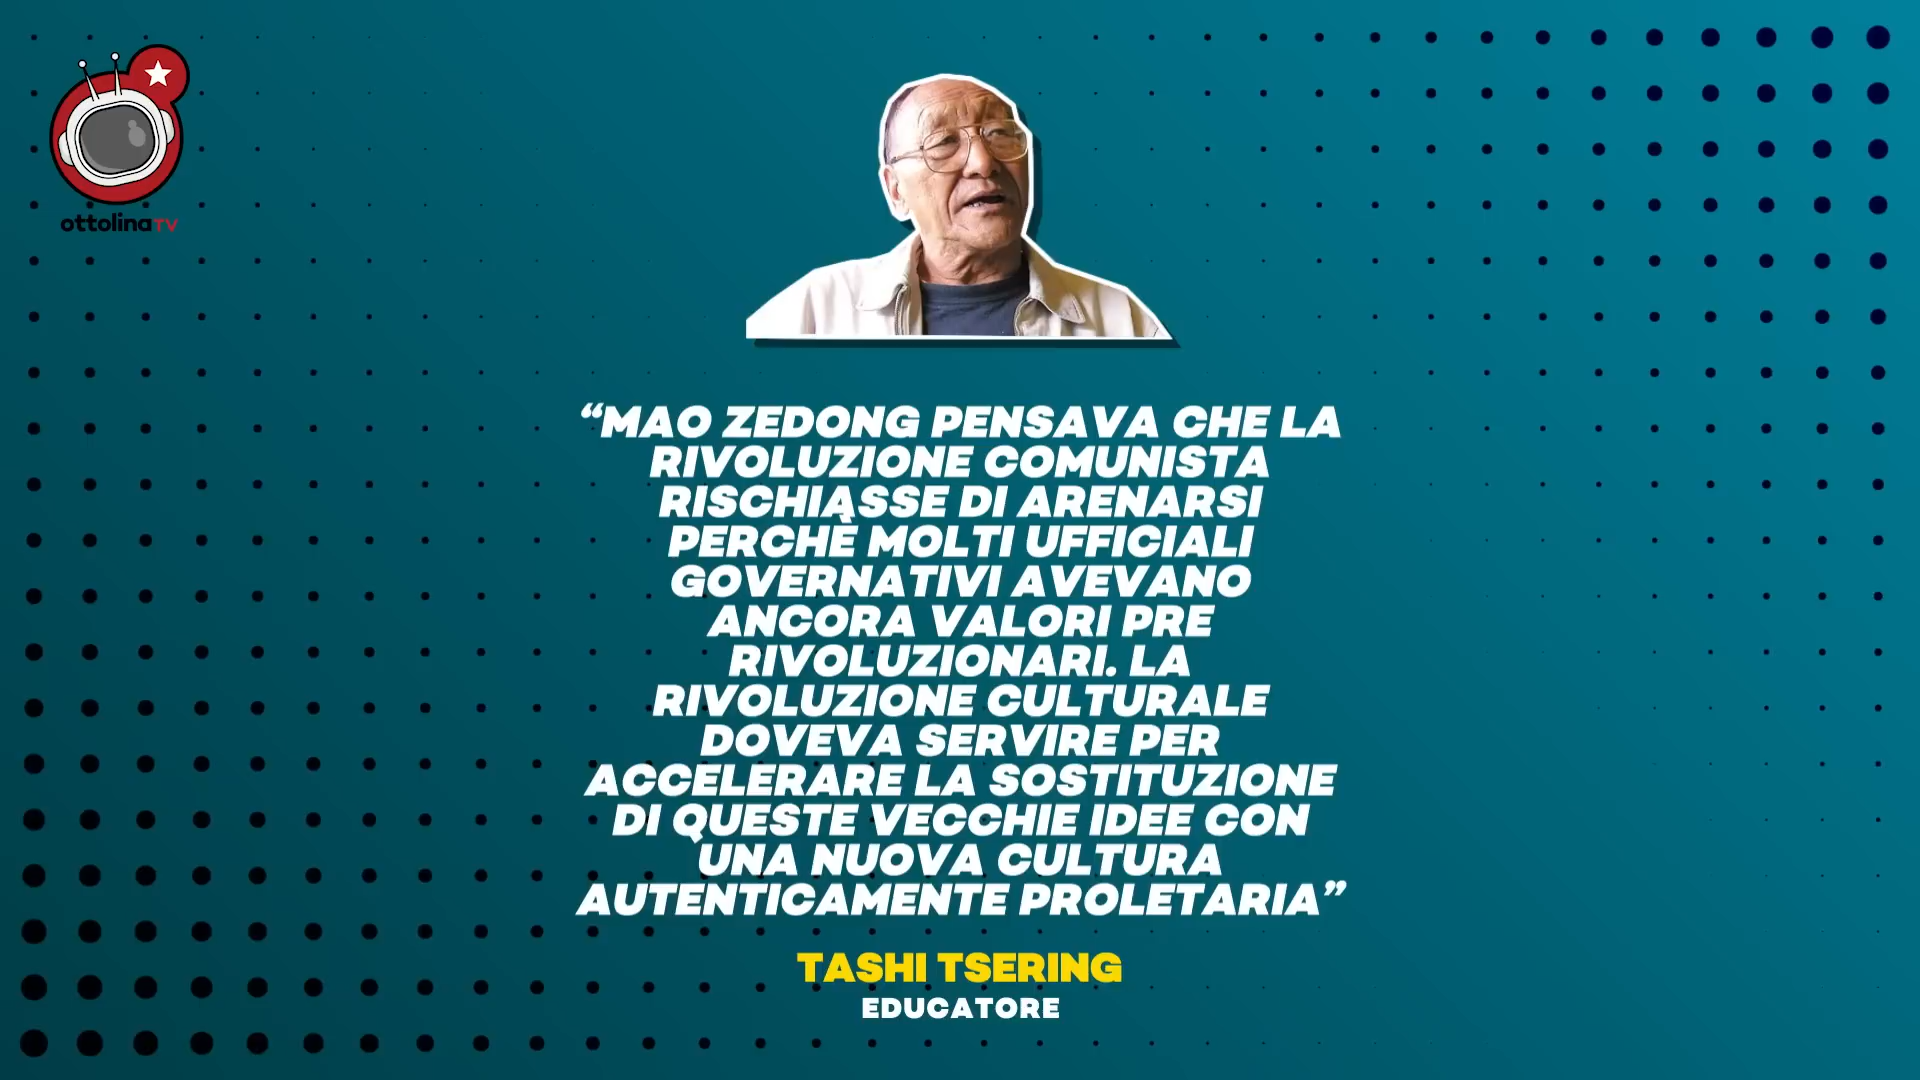 ottolinaTV
“MAO ZEDONG PENSAVA CHE LA
RIVOLUZIONE COMUNISTA
RISCHIASSE DI ARENARSI
PERCHÈ MOLTI UFFICIALI
GOVERNATIVI AVEVANO
ANCORA VALORI PRE
RIVOLUZIONARI. LA
RIVOLUZIONE CULTURALE
DOVEVA SERVIRE PER
ACCELERARE LA SOSTITUZIONE
DI QUESTE VECCHIE IDEE CON
UNA NUOVA CULTURA
AUTENTICAMENTE PROLETARIA”
TASHI TSERING
EDUCATORE